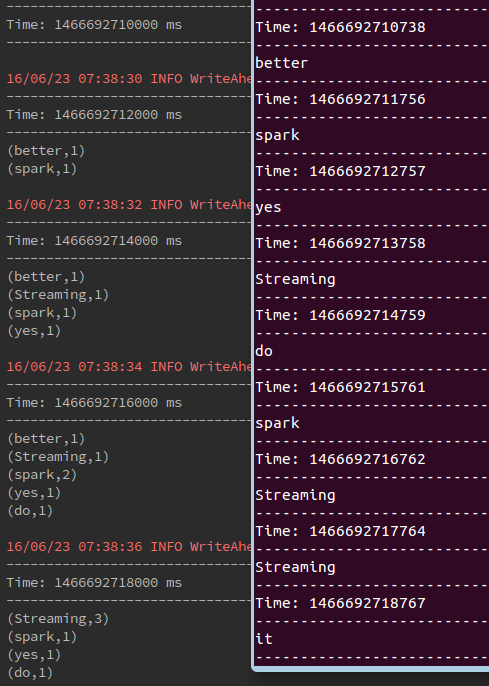 ------------------------------
Time: 1466692710000 ms
------------------------------
16/06/23 07:38:30 INFO WriteAhe
------------------------------
Time: 1466692712000 ms
------------------------------
(better,1)
(spark,1)
16/06/23 07:38:32 INFO WriteAhe
------------------------------
Time: 1466692714000 ms
------------------------------
(better,1)
(Streaming,1)
(spark,1)
(yes,1)
16/06/23 07:38:34 INFO WriteAhe
------------------------------
Time: 1466692716000 ms
------------------------------
(better,1)
(Streaming,1)
(spark,2)
(yes,1)
(do,1)
16/06/23 07:38:36 INFO WriteAhe
------------------------------
Time: 1466692718000 ms
------------------------------
(Streaming,3)
(spark,1)
(yes,1)
(do,1)
--------------------------
Time: 1466692710738
--------------------------
better
--------------------------
Time: 1466692711756
--------------------------
spark
--------------------------
Time: 1466692712757
--------------------------
yes
--------------------------
Time: 1466692713758
--------------------------
Streaming
--------------------------
Time: 1466692714759
--------------------------
do
--------------------------
Time: 1466692715761
--------------------------
spark
--------------------------
Time: 1466692716762
--------------------------
Streaming
--------------------------
Time: 1466692717764
--------------------------
Streaming
--------------------------
Time: 1466692718767
--------------------------
it
--------------------------